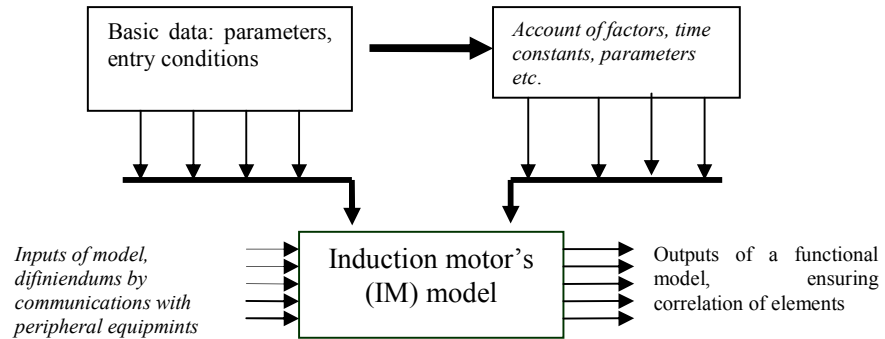 Basic data: parameters,
entry conditions
Account of factors, time
constants, parameters
etc.
Inputs of model,
difiniendums by
communications with
peripheral equipmints
Induction motor's
(IM) model
Outputs of a functional
model, ensuring
correlation of elements